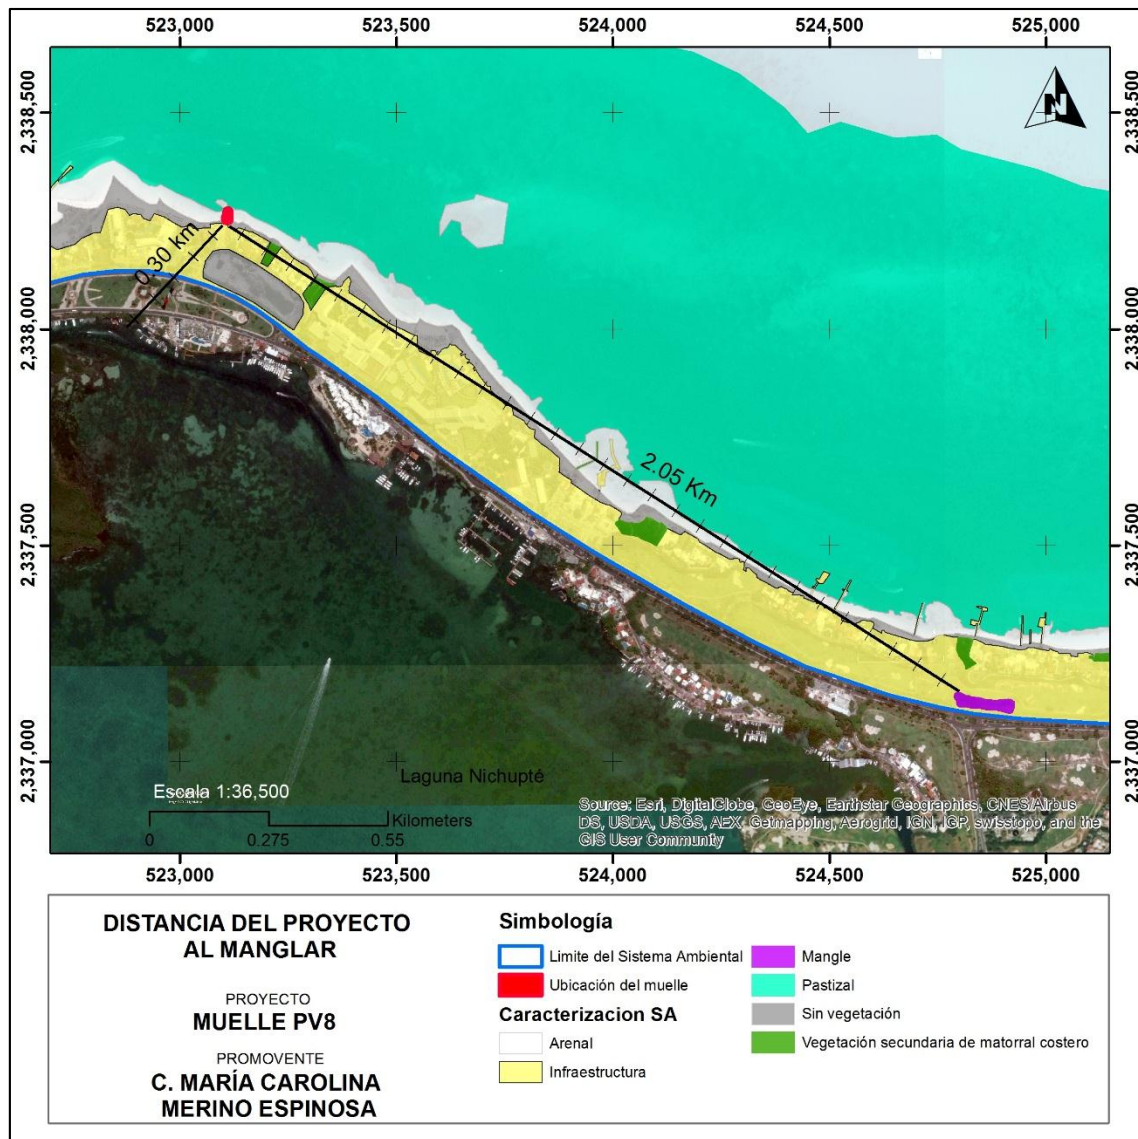 523,000 523,500 524,000 524,500 525,000
2,338,500
2,338,500
N
0.30 km
2,338,000
2,338,000
2.05 Km
2,337,500
2,337,500
2,337,000
2,337,000
Laguna Nichupté
Escala 1:36,500
Kilometers
0 0.275 0.55
Source: Esri, DigitalGlobe, GeoEye, Earthstar Geographics, CNES/Airbus
DS, USDA, USGS, AEX, Getmapping, Aerogrid, IGN, IGP, swisstopo, and the
GIS User Community
523,000 523,500 524,000 524,500 525,000
DISTANCIA DEL PROYECTO
AL MANGLAR
PROYECTO
MUELLE PV8
PROMOVENTE
C. MARÍA CAROLINA
MERINO ESPINOSA
Simbología
Limite del Sistema Ambiental
Ubicación del muelle
Caracterizacion SA
Arenal
Infraestructura
Mangle
Pastizal
Sin vegetación
Vegetación secundaria de matorral costero